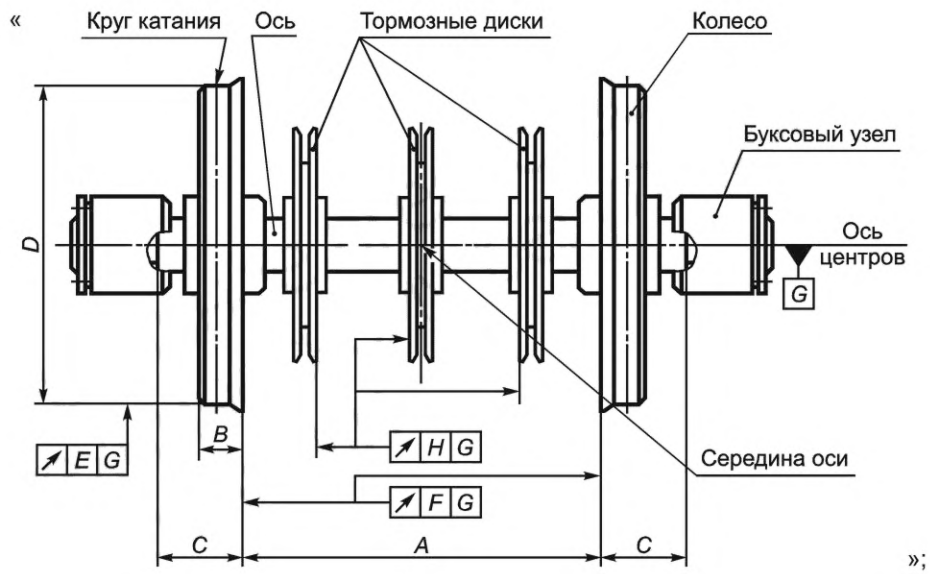 «
Круг катания
Ось
Тормозные диски
Колесо
Буксовый узел
D
Ось
центров
G
B
E G
H G
Середина оси
F G
C
A
C
»;